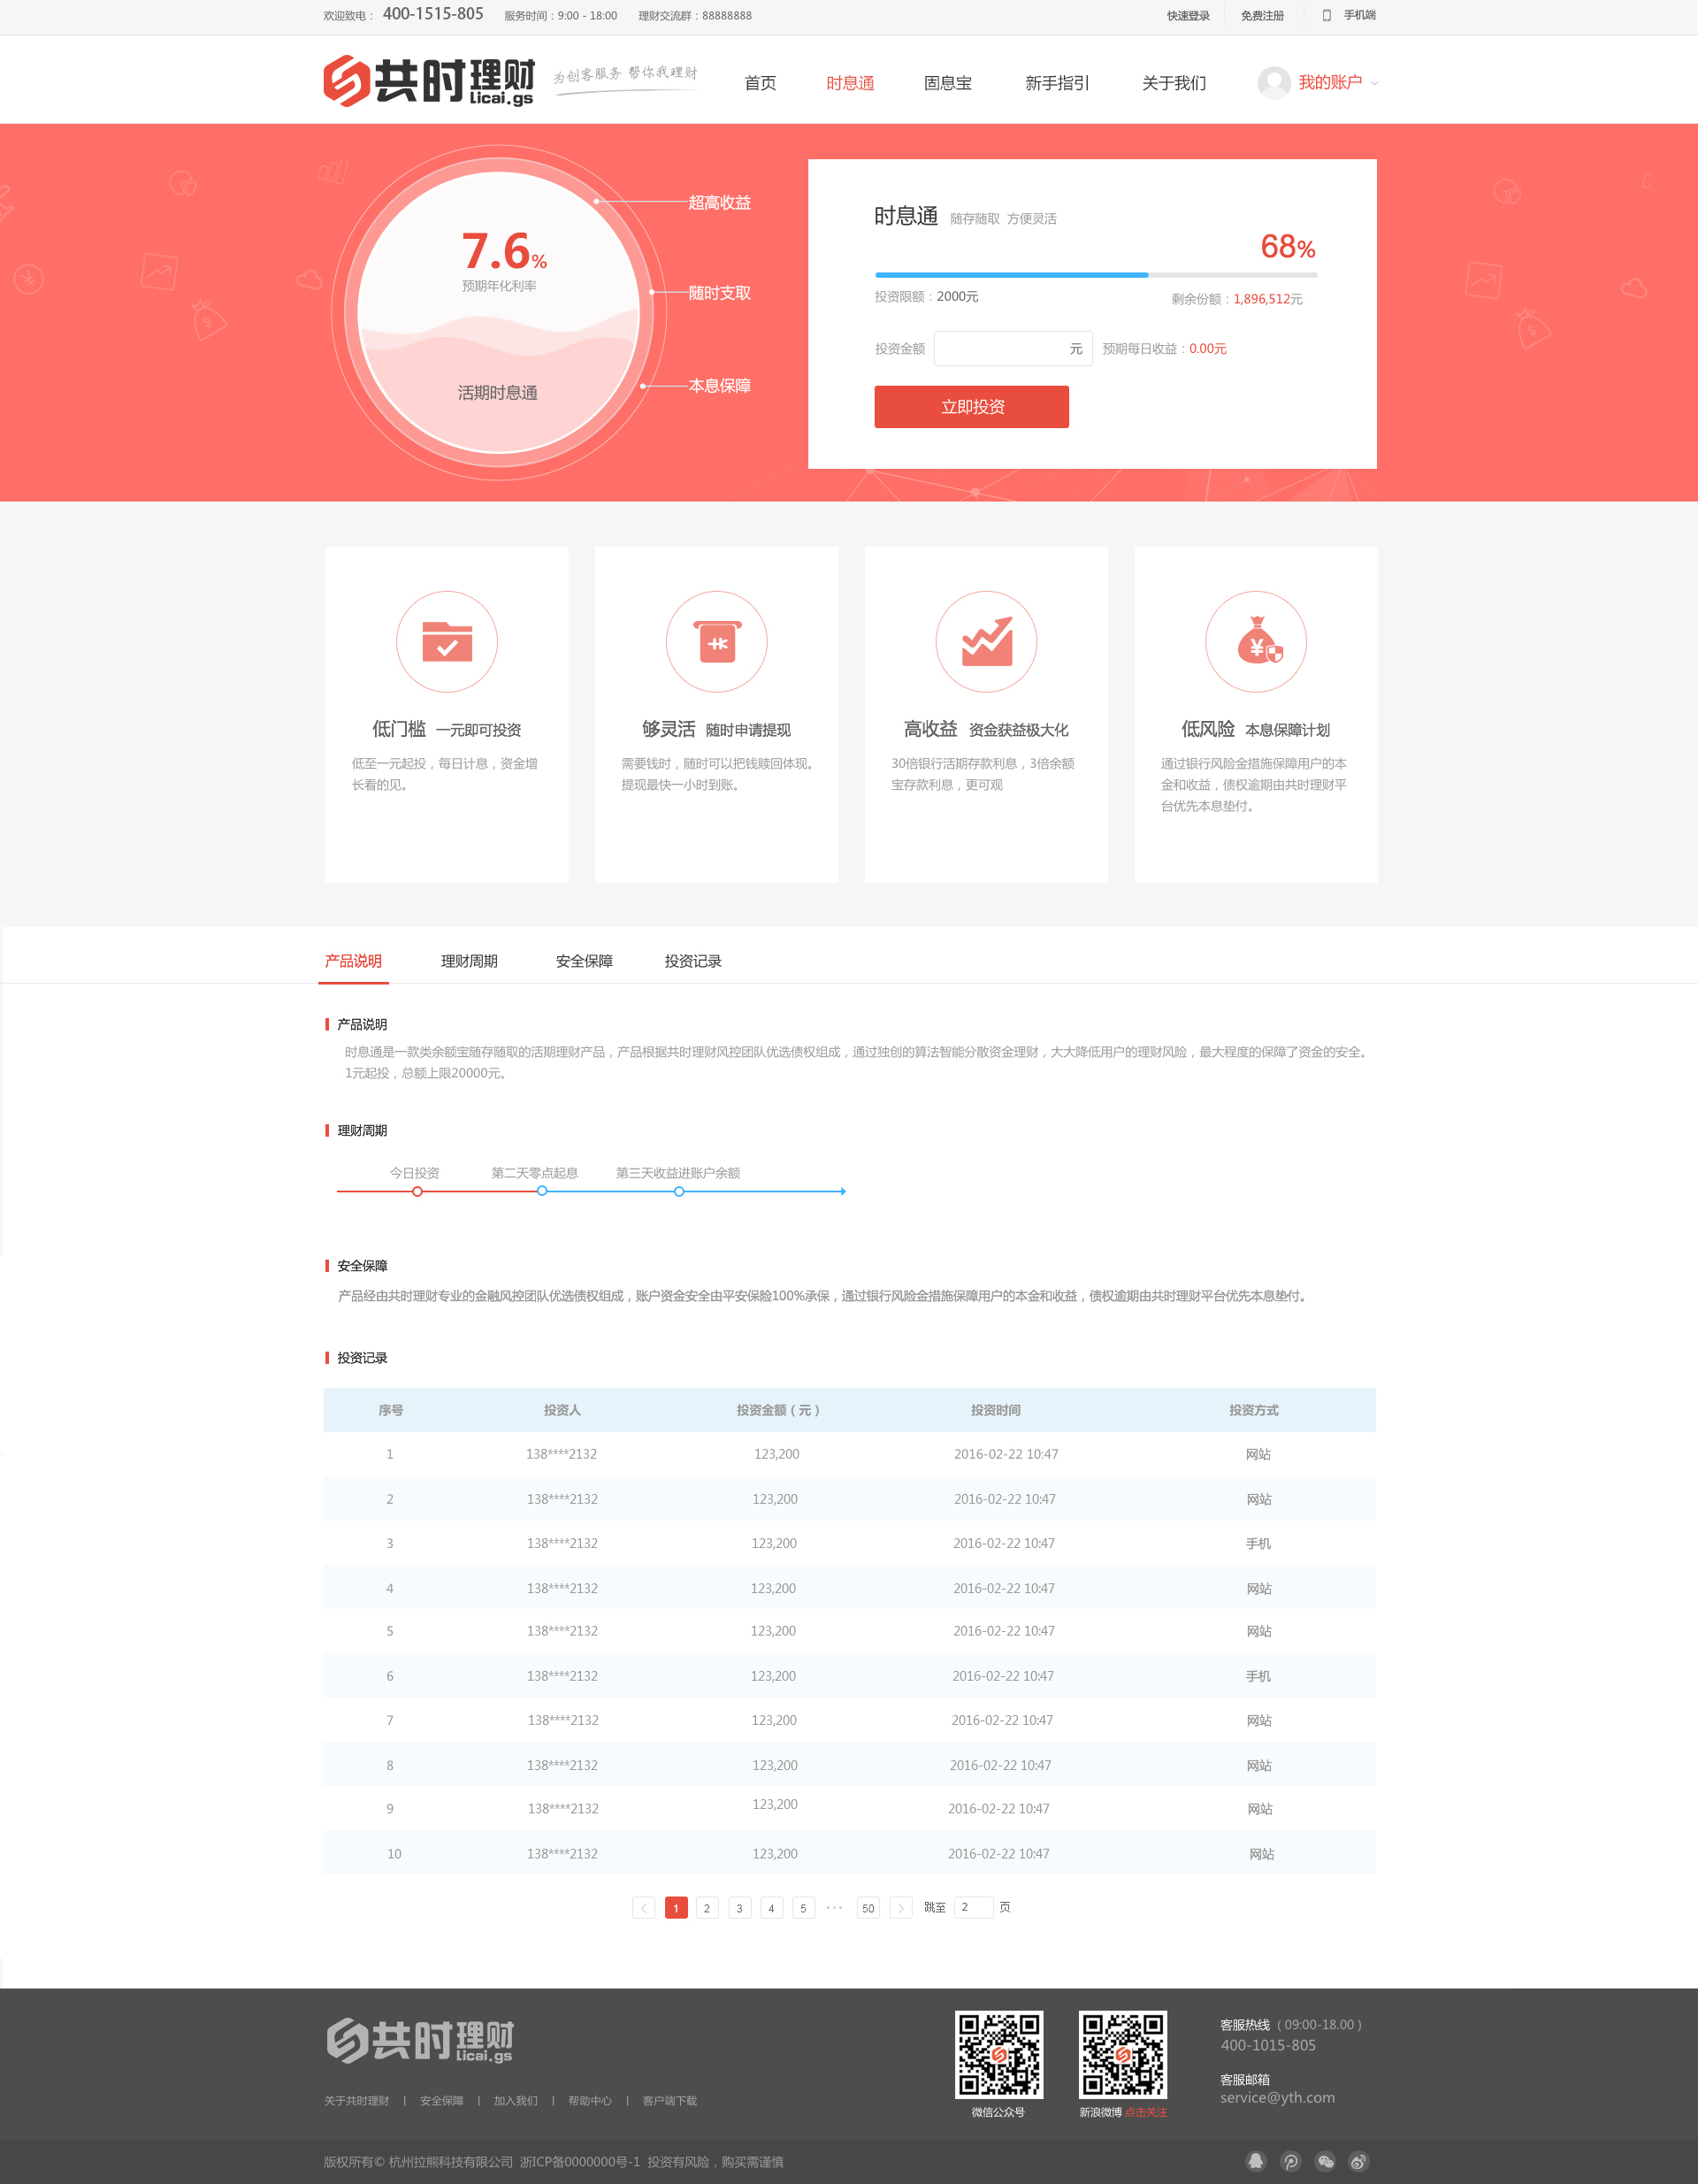 欢迎致电： 400-1515-805 服务时间：9:00 - 18:00 理财交流群：88888888 快速登录 免费注册 手机端
共时理财 licai.gs 为创客服务 帮你我理财 首页 时息通 固息宝 新手指引 关于我们 我的账户
超高收益
7.6%
预期年化利率
随时支取
本息保障
活期时息通
时息通 随存随取 方便灵活
68%
投资限额：2000元 剩余份额：1,896,512元
投资金额 元 预期每日收益：0.00元
立即投资
低门槛 一元即可投资
低至一元起投，每日计息，资金增
长看的见。
够灵活 随时申请提现
需要钱时，随时可以把钱赎回体现。
提现最快一小时到账。
高收益 资金获益极大化
30倍银行活期存款利息，3倍余额
宝存款利息，更可观
低风险 本息保障计划
通过银行风险金措施保障用户的本
金和收益，债权逾期由共时理财平
台优先本息垫付。
产品说明 理财周期 安全保障 投资记录
产品说明
时息通是一款类余额宝随存随取的活期理财产品，产品根据共时理财风控团队优选债权组成，通过独创的算法智能分散资金理财，大大降低用户的理财风险，最大程度的保障了资金的安全。
1元起投，总额上限20000元。
理财周期
今日投资 第二天零点起息 第三天收益进账户余额
安全保障
产品经由共时理财专业的金融风控团队优选债权组成，账户资金安全由平安保险100%承保，通过银行风险金措施保障用户的本金和收益，债权逾期由共时理财平台优先本息垫付。
投资记录
序号 投资人 投资金额（元） 投资时间 投资方式
1 138****2132 123,200 2016-02-22 10:47 网站
2 138****2132 123,200 2016-02-22 10:47 网站
3 138****2132 123,200 2016-02-22 10:47 手机
4 138****2132 123,200 2016-02-22 10:47 网站
5 138****2132 123,200 2016-02-22 10:47 网站
6 138****2132 123,200 2016-02-22 10:47 手机
7 138****2132 123,200 2016-02-22 10:47 网站
8 138****2132 123,200 2016-02-22 10:47 网站
9 138****2132 123,200 2016-02-22 10:47 网站
10 138****2132 123,200 2016-02-22 10:47 网站
< 1 2 3 4 5 ··· 50 > 跳至 2 页
共时理财 licai.gs
关于共时理财 | 安全保障 | 加入我们 | 帮助中心 | 客户端下载
微信公众号
新浪微博 点击关注
客服热线 （09:00-18.00）
400-1015-805
客服邮箱
service@yth.com
版权所有© 杭州拉熊科技有限公司 浙ICP备0000000号-1 投资有风险，购买需谨慎